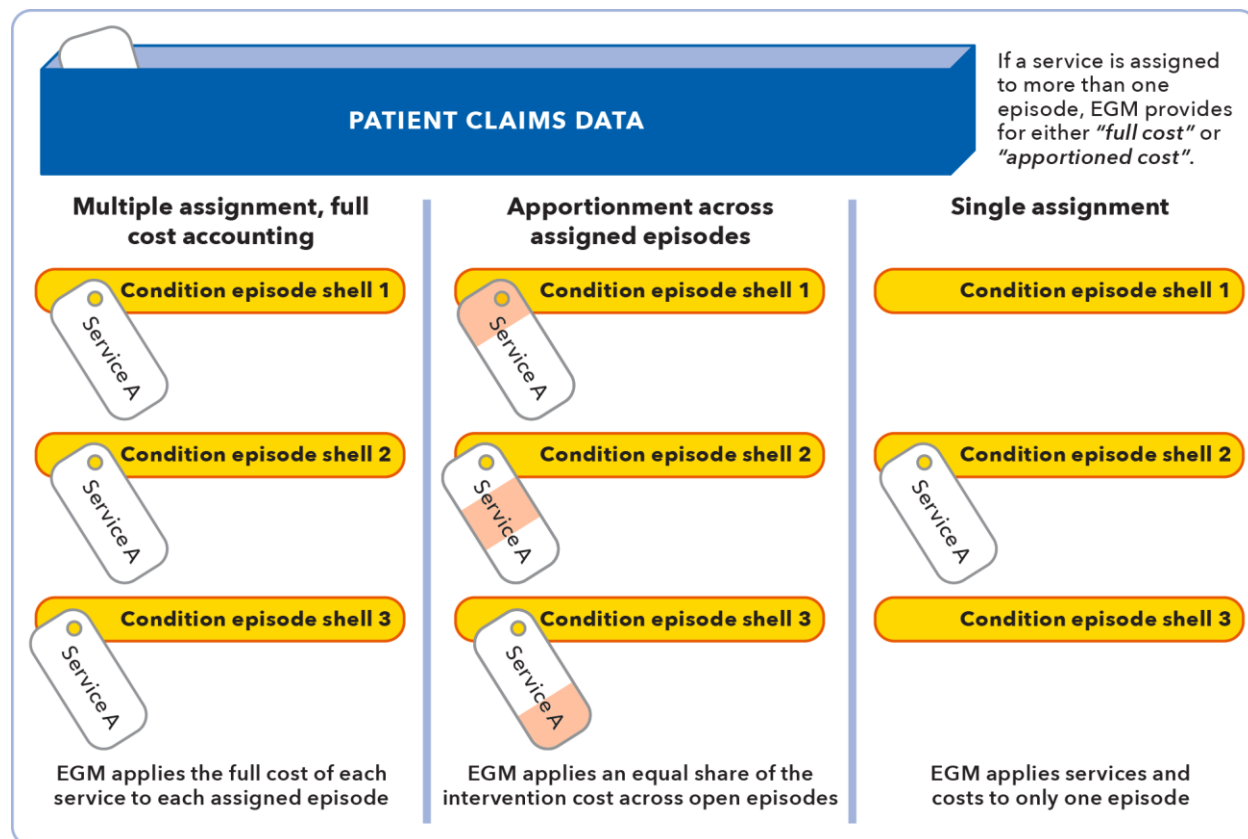 PATIENT CLAIMS DATA
If a service is assigned
to more than one
episode, EGM provides
for either “full cost” or
“apportioned cost”.
Multiple assignment, full
cost accounting
Condition episode shell 1
Service A
Condition episode shell 2
Service A
Condition episode shell 3
Service A
EGM applies the full cost of each
service to each assigned episode
Apportionment across
assigned episodes
Condition episode shell 1
Service A
Condition episode shell 2
Service A
Condition episode shell 3
Service A
EGM applies an equal share of the
intervention cost across open episodes
Single assignment
Condition episode shell 1
Condition episode shell 2
Service A
Condition episode shell 3
EGM applies services and
costs to only one episode